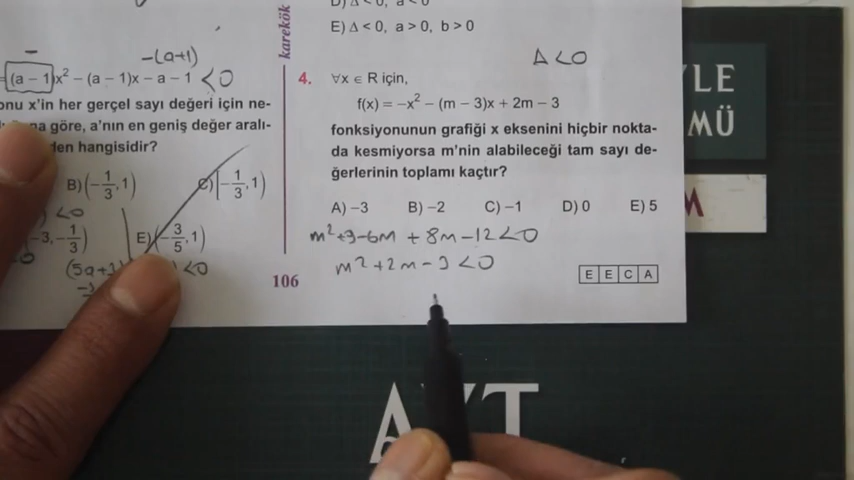 -(a+1)
(a – 1)x² – (a – 1)x – a – 1 <0
onu x'in her gerçel sayı değeri için ne-
göre, a'nın en geniş değer aralı-
den hangisidir?
B) (-1/3, 1)
C) [-1/3, 1)
<0
-3, -1/3)
E) (-3/5, 1)
<0
106
karekök
D) Δ < 0, a < 0
E) Δ < 0, a > 0, b > 0
Δ<0
4. ∀x ∈ R için,
f(x) = –x² – (m – 3)x + 2m – 3
fonksiyonunun grafiği x eksenini hiçbir nokta-
da kesmiyorsa m'nin alabileceği tam sayı de-
ğerlerinin toplamı kaçtır?
A) –3 B) –2 C) –1 D) 0 E) 5
m²+9-6m + 8m-12<0
m²+2m-3<0
E E C A
YLE
MÜ
M
AYT